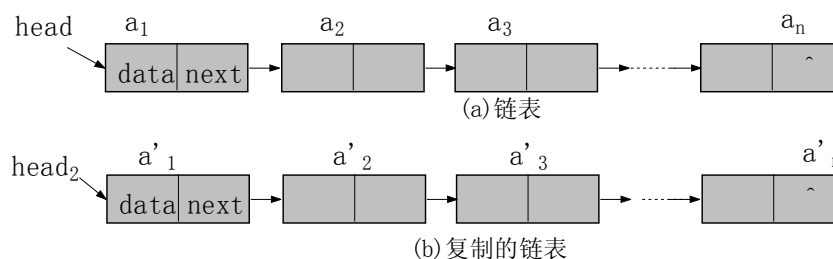 head a₁ a₂ a₃ aₙ
data next ^
(a)链表
head₂ a'₁ a'₂ a'₃ a'ₙ
data next ^
(b)复制的链表